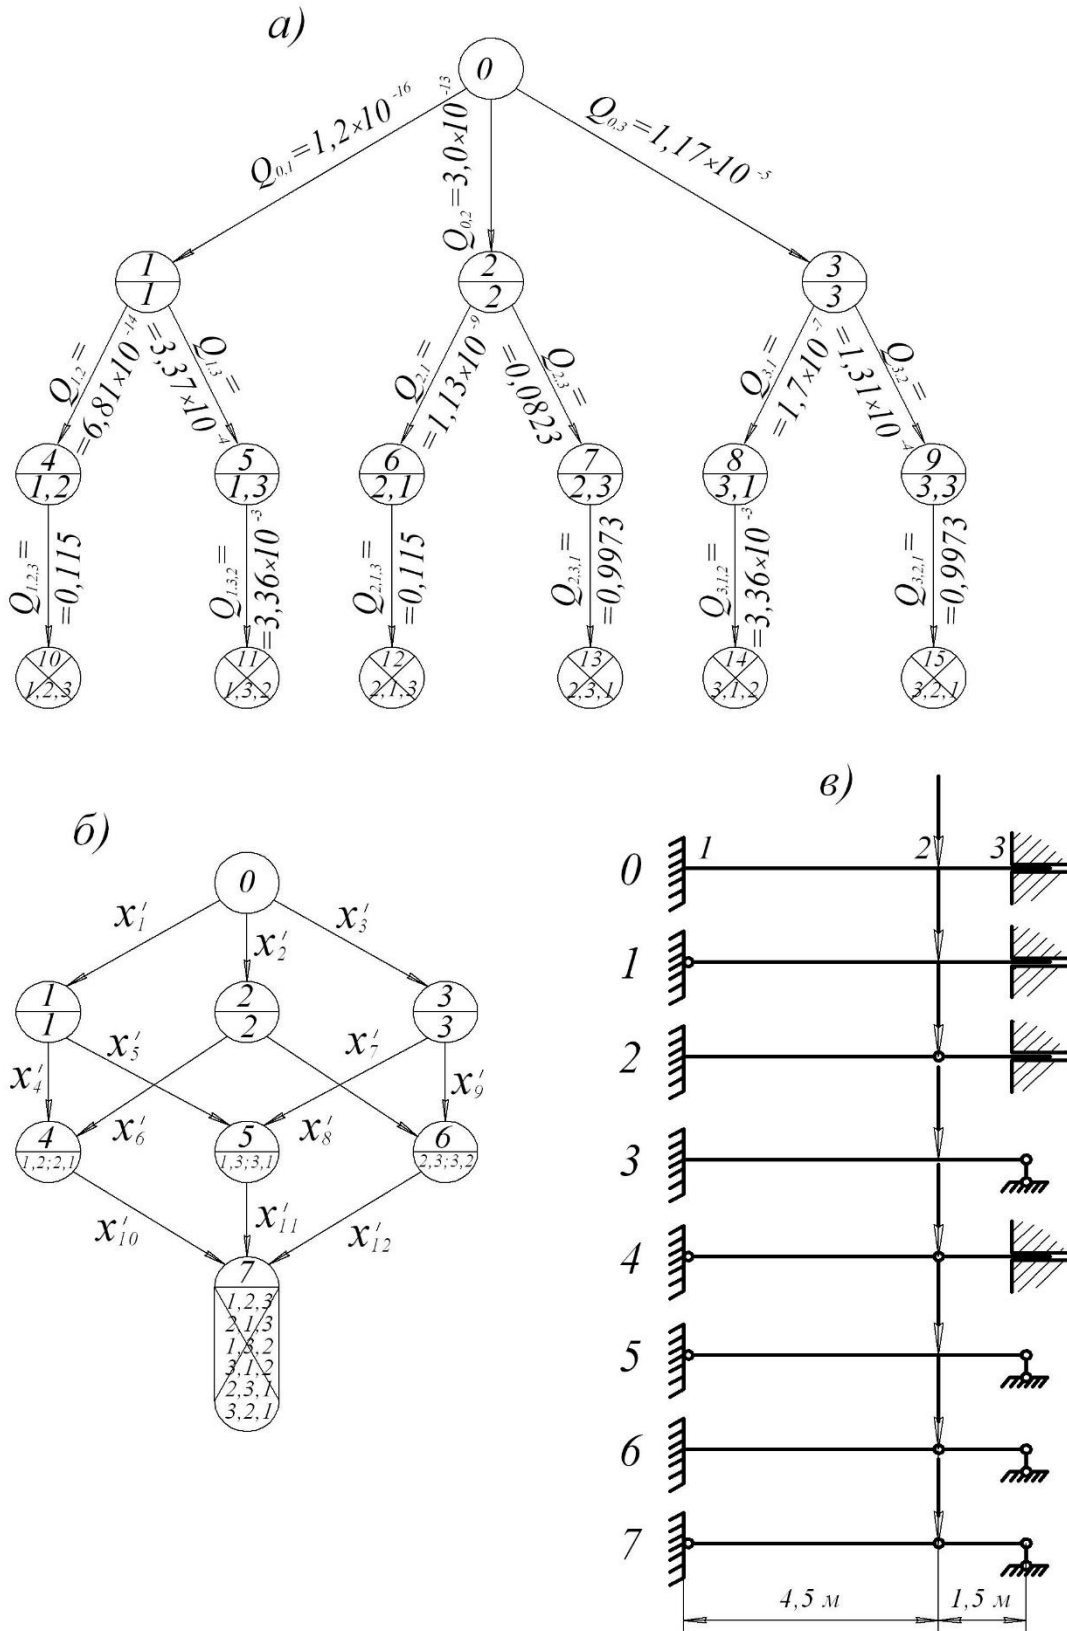 а)
0
Q0,1=1,2×10-16
Q0,2=3,0×10-13
Q0,3=1,17×10-5
1
1
2
2
3
3
Q1,2=
=6,81×10-14
Q1,3=
=3,37×10-4
Q2,1=
=1,13×10-9
Q2,3=
=0,0823
Q3,1=
=1,7×10-7
Q3,2=
=1,31×10-4
4
1,2
5
1,3
6
2,1
7
2,3
8
3,1
9
3,3
Q1,2,3=
=0,115
Q1,3,2=
=3,36×10-3
Q2,1,3=
=0,115
Q2,3,1=
=0,9973
Q3,1,2=
=3,36×10-3
Q3,2,1=
=0,9973
10
1,2,3
11
1,3,2
12
2,1,3
13
2,3,1
14
3,1,2
15
3,2,1
б)
0
x′1
x′2
x′3
1
1
2
2
3
3
x′4
x′5
x′6
x′7
x′8
x′9
4
1,2;2,1
5
1,3;3,1
6
2,3;3,2
x′10
x′11
x′12
7
1,2,3
2,1,3
1,3,2
3,1,2
2,3,1
3,2,1
в)
0
1
2
3
1
2
3
4
5
6
7
4,5 м
1,5 м